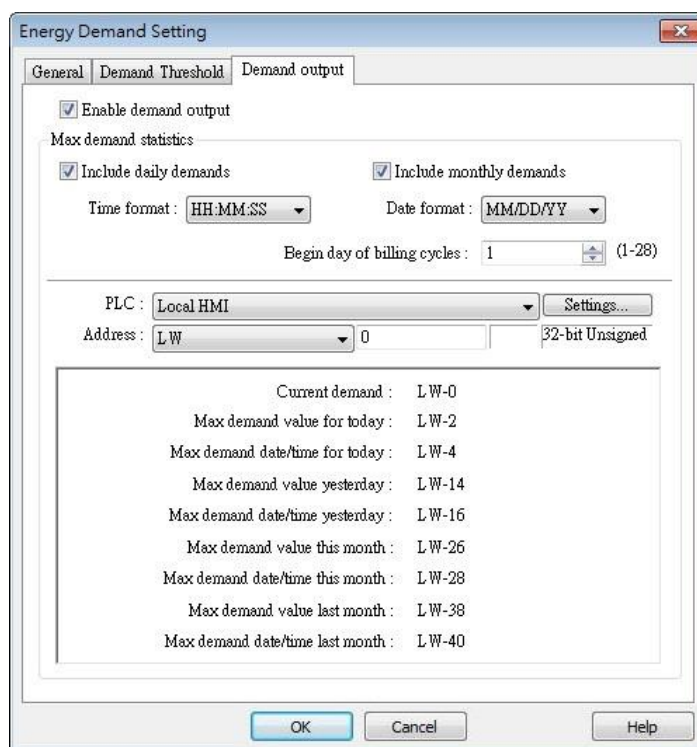 Energy Demand Setting
General Demand Threshold Demand output
Enable demand output
Max demand statistics
Include daily demands Include monthly demands
Time format : HH:MM:SS Date format : MM/DD/YY
Begin day of billing cycles : 1 (1-28)
PLC : Local HMI Settings...
Address : LW 0 32-bit Unsigned
Current demand : LW-0
Max demand value for today : LW-2
Max demand date/time for today : LW-4
Max demand value yesterday : LW-14
Max demand date/time yesterday : LW-16
Max demand value this month : LW-26
Max demand date/time this month : LW-28
Max demand value last month : LW-38
Max demand date/time last month : LW-40
OK Cancel Help